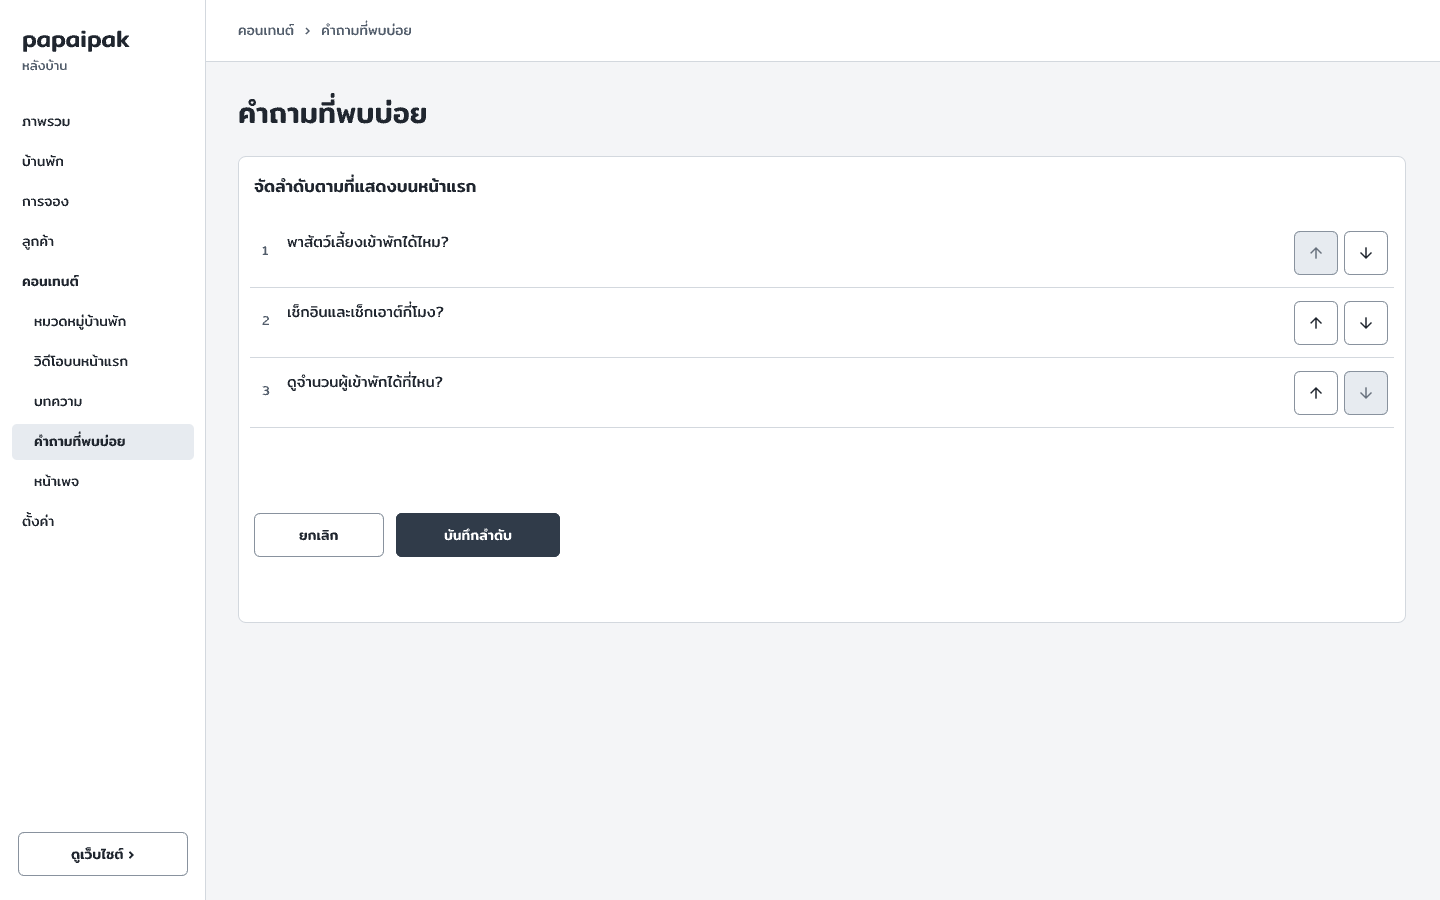 papaipak
หลังบ้าน
ภาพรวม
บ้านพัก
การจอง
ลูกค้า
คอนเทนต์
หมวดหมู่บ้านพัก
วิดีโอบนหน้าแรก
บทความ
คำถามที่พบบ่อย
หน้าเพจ
ตั้งค่า
ดูเว็บไซต์ ›
คอนเทนต์ › คำถามที่พบบ่อย
คำถามที่พบบ่อย
จัดลำดับตามที่แสดงบนหน้าแรก
1 พาสัตว์เลี้ยงเข้าพักได้ไหม? ↑ ↓
2 เช็กอินและเช็กเอาต์กี่โมง? ↑ ↓
3 ดูจำนวนผู้เข้าพักได้ที่ไหน? ↑ ↓
ยกเลิก บันทึกลำดับ